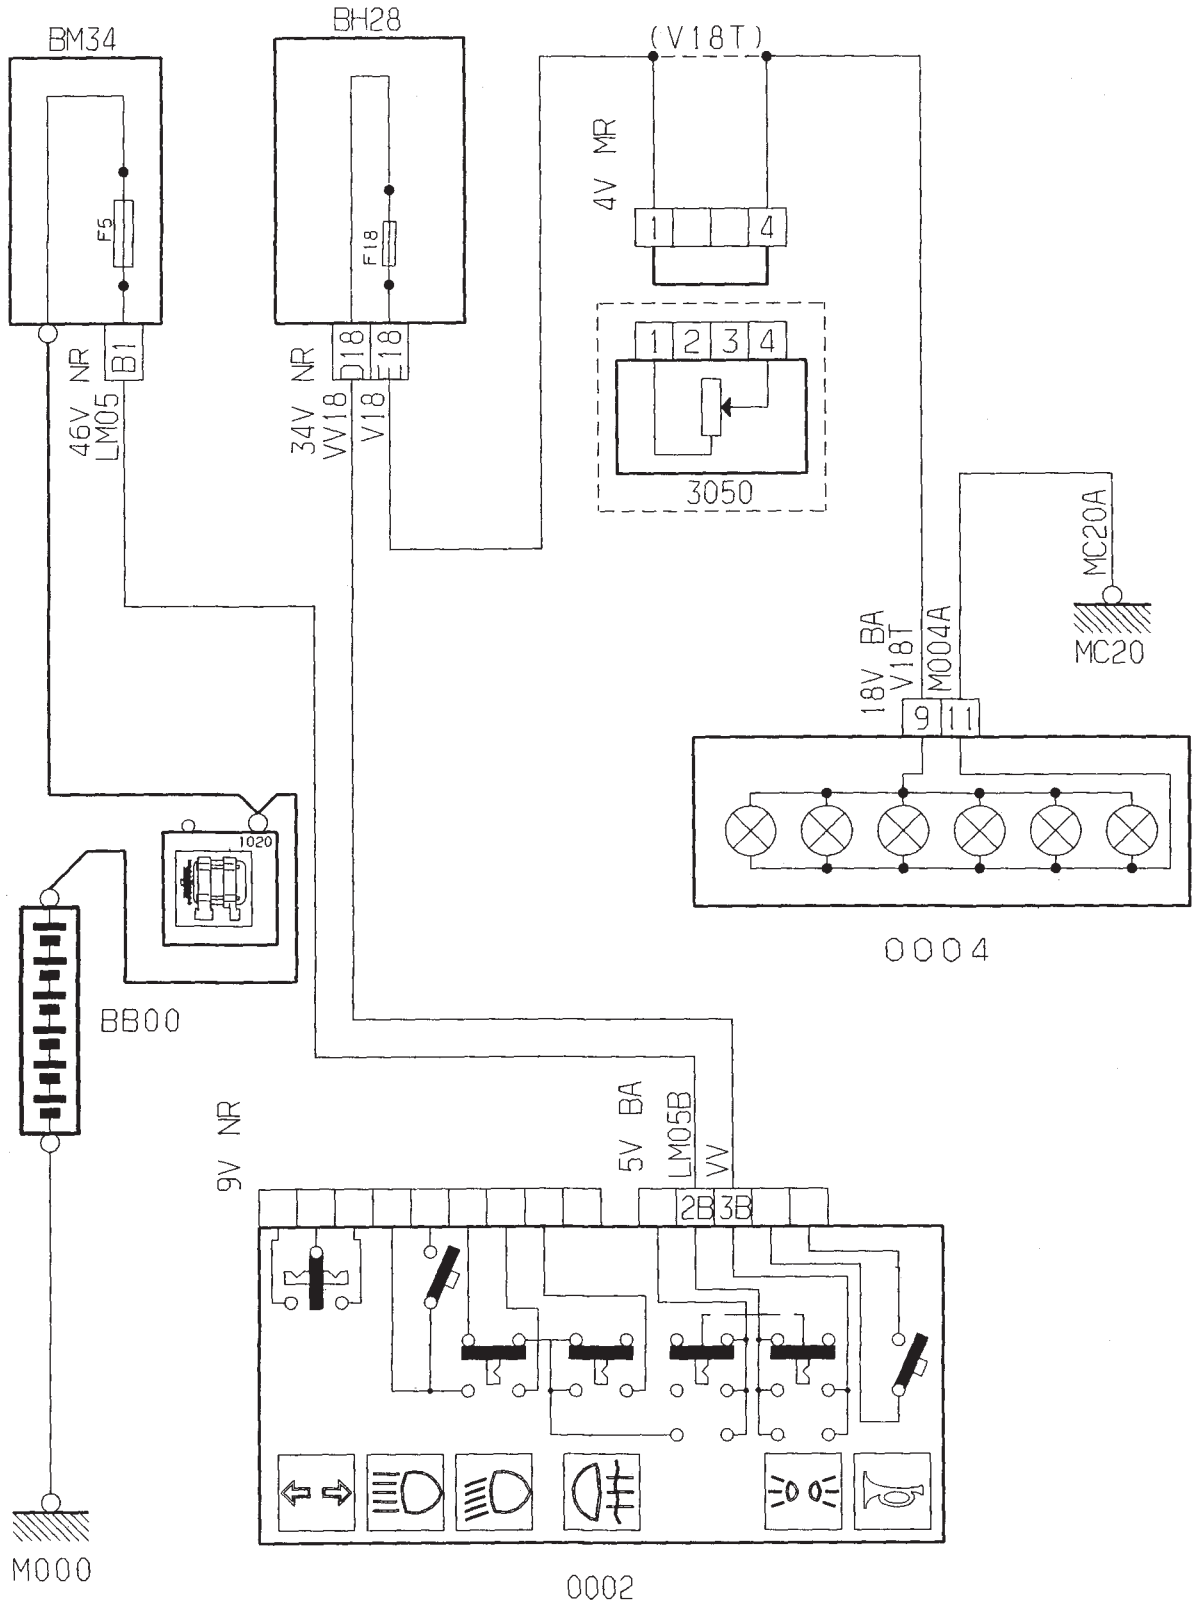 BM34
BH28
(V18T)
F5
F18
4V MR
1 4
B1
D18 E18
46V NR
LM05
34V NR
VV18
V18
1 2 3 4
3050
MC20A
MC20
18V BA
V18T
M004A
9 11
0004
1020
BB00
9V NR
5V BA
LM05B
VV
2B 3B
M000
0002